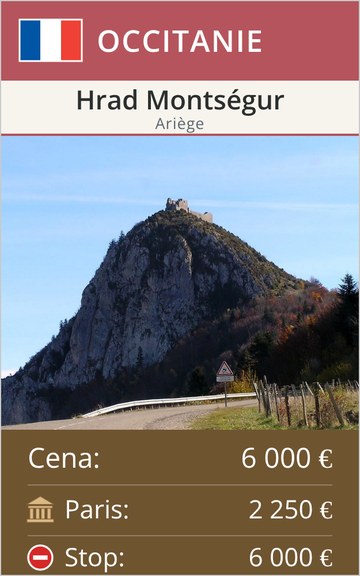 OCCITANIE
Hrad Montségur
Ariège
Cena: 6 000 €
Paris: 2 250 €
Stop: 6 000 €